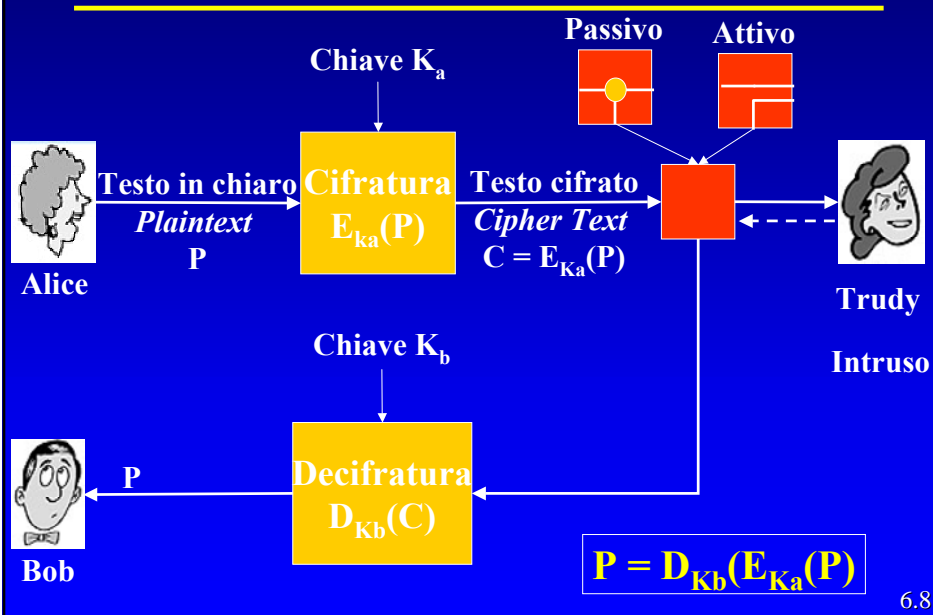 Passivo
Attivo
Chiave Ka
Testo in chiaro
Plaintext
P
Cifratura
Eka(P)
Testo cifrato
Cipher Text
C = EKa(P)
Alice
Trudy
Intruso
Chiave Kb
P
Decifratura
DKb(C)
Bob
P = DKb(EKa(P)
6.8